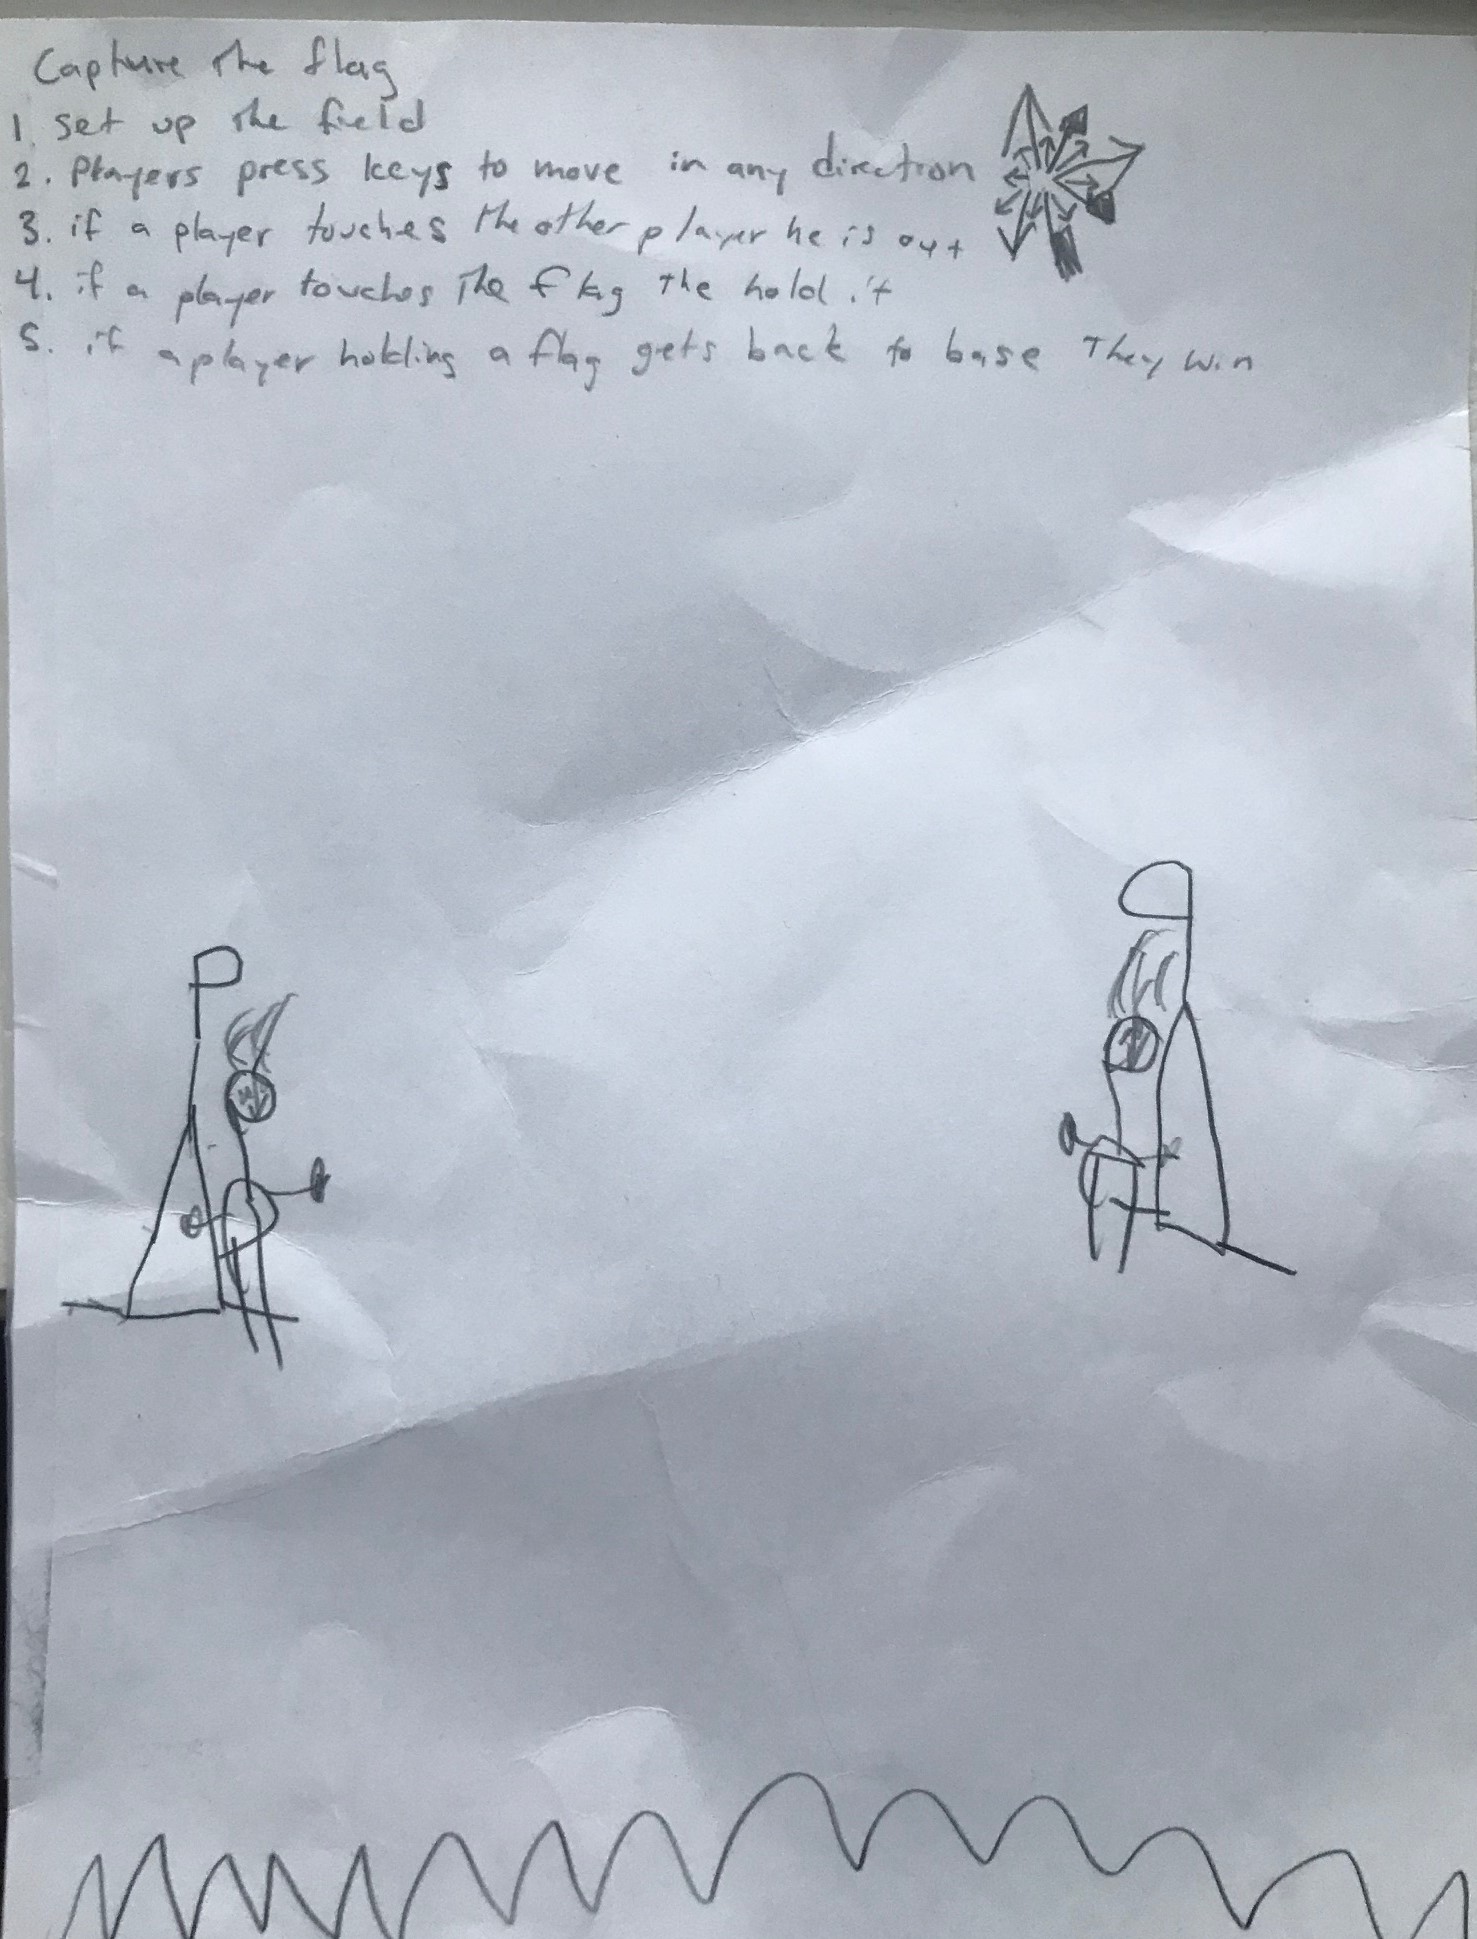 Capture the flag
1. set up the field
2. Players press keys to move in any direction
3. if a player touches the other player he is out
4. if a player touches the flag the hold it
5. if a player holding a flag gets back to base they win